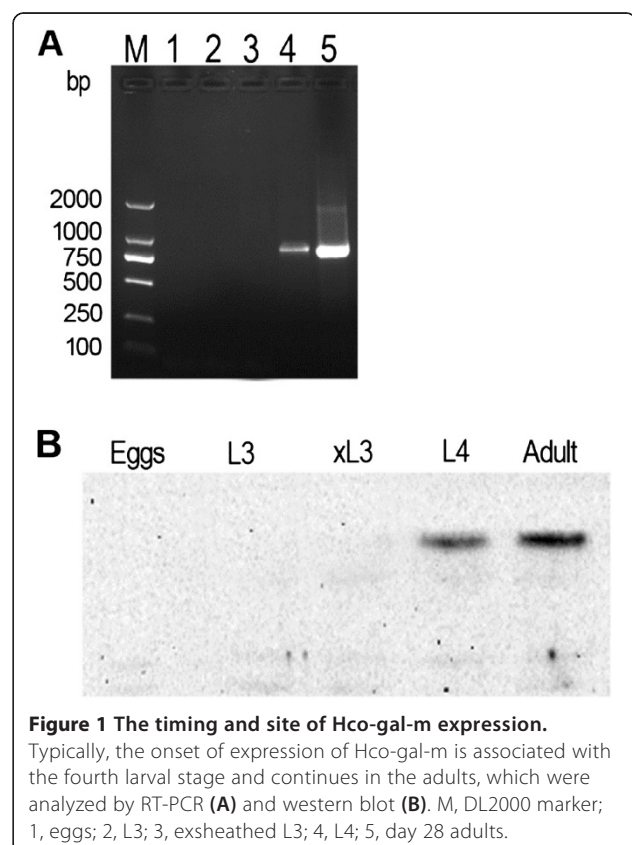 A
M 1 2 3 4 5
bp
2000
1000
750
500
250
100
B
Eggs L3 xL3 L4 Adult
Figure 1 The timing and site of Hco-gal-m expression.
Typically, the onset of expression of Hco-gal-m is associated with
the fourth larval stage and continues in the adults, which were
analyzed by RT-PCR (A) and western blot (B). M, DL2000 marker;
1, eggs; 2, L3; 3, exsheathed L3; 4, L4; 5, day 28 adults.